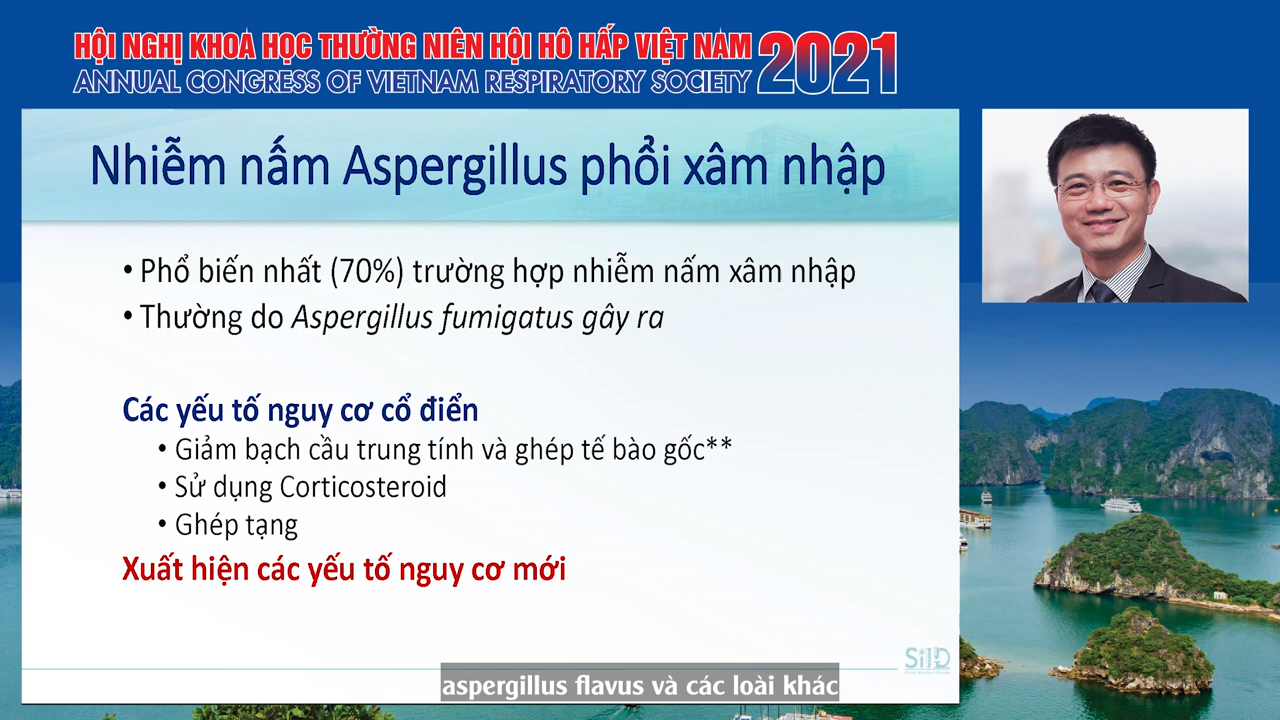 HỘI NGHỊ KHOA HỌC THƯỜNG NIÊN HỘI HÔ HẤP VIỆT NAM 2021
ANNUAL CONGRESS OF VIETNAM RESPIRATORY SOCIETY
Nhiễm nấm Aspergillus phổi xâm nhập
• Phổ biến nhất (70%) trường hợp nhiễm nấm xâm nhập
• Thường do Aspergillus fumigatus gây ra
Các yếu tố nguy cơ cổ điển
• Giảm bạch cầu trung tính và ghép tế bào gốc**
• Sử dụng Corticosteroid
• Ghép tạng
Xuất hiện các yếu tố nguy cơ mới
SiID
aspergillus flavus và các loài khác